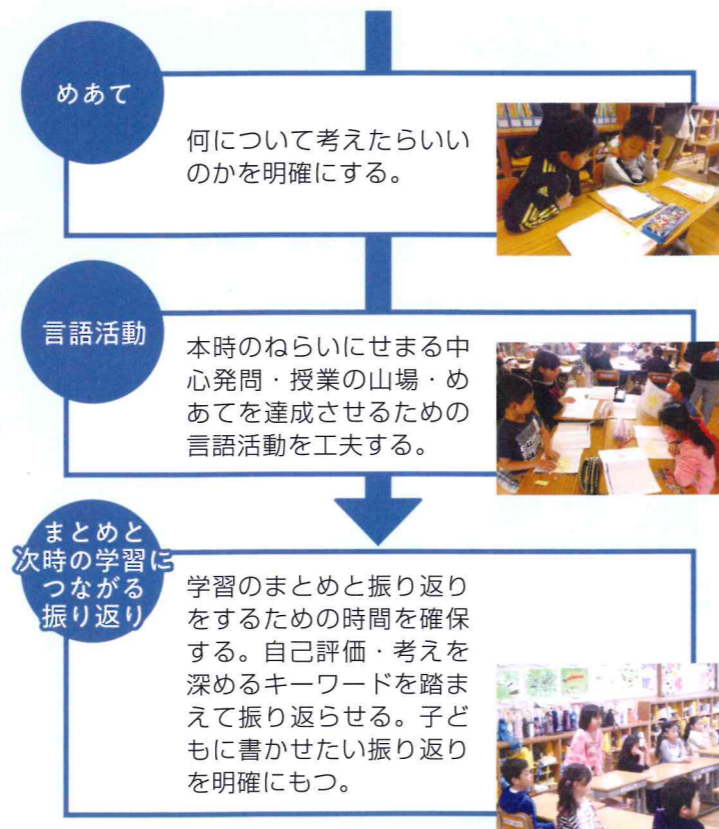 めあて
何について考えたらいい
のかを明確にする。
言語活動
本時のねらいにせまる中
心発問・授業の山場・め
あてを達成させるための
言語活動を工夫する。
まとめと
次時の学習に
つながる
振り返り
学習のまとめと振り返り
をするための時間を確保
する。自己評価・考えを
深めるキーワードを踏ま
えて振り返らせる。子ど
もに書かせたい振り返り
を明確にもつ。